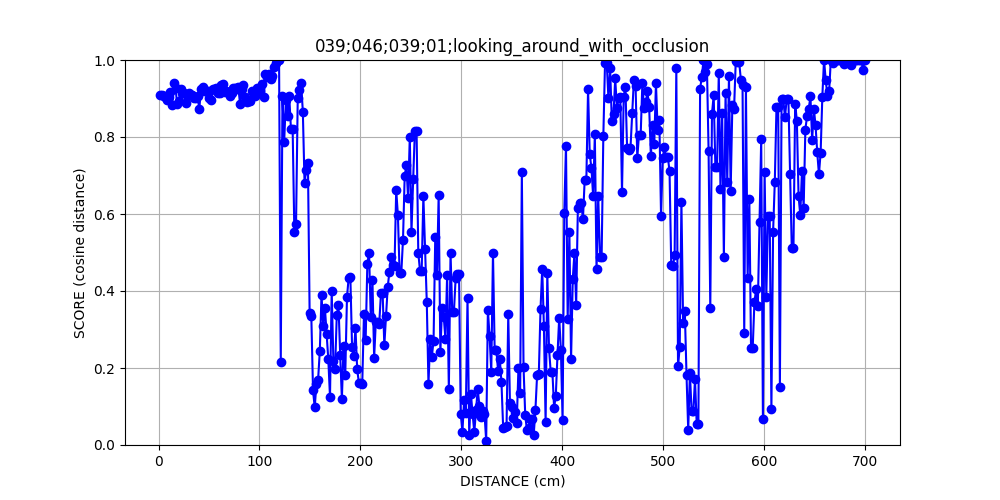 039;046;039;01;looking_around_with_occlusion
1.0
0.8
0.6
0.4
0.2
0.0
SCORE (cosine distance)
0 100 200 300 400 500 600 700
DISTANCE (cm)